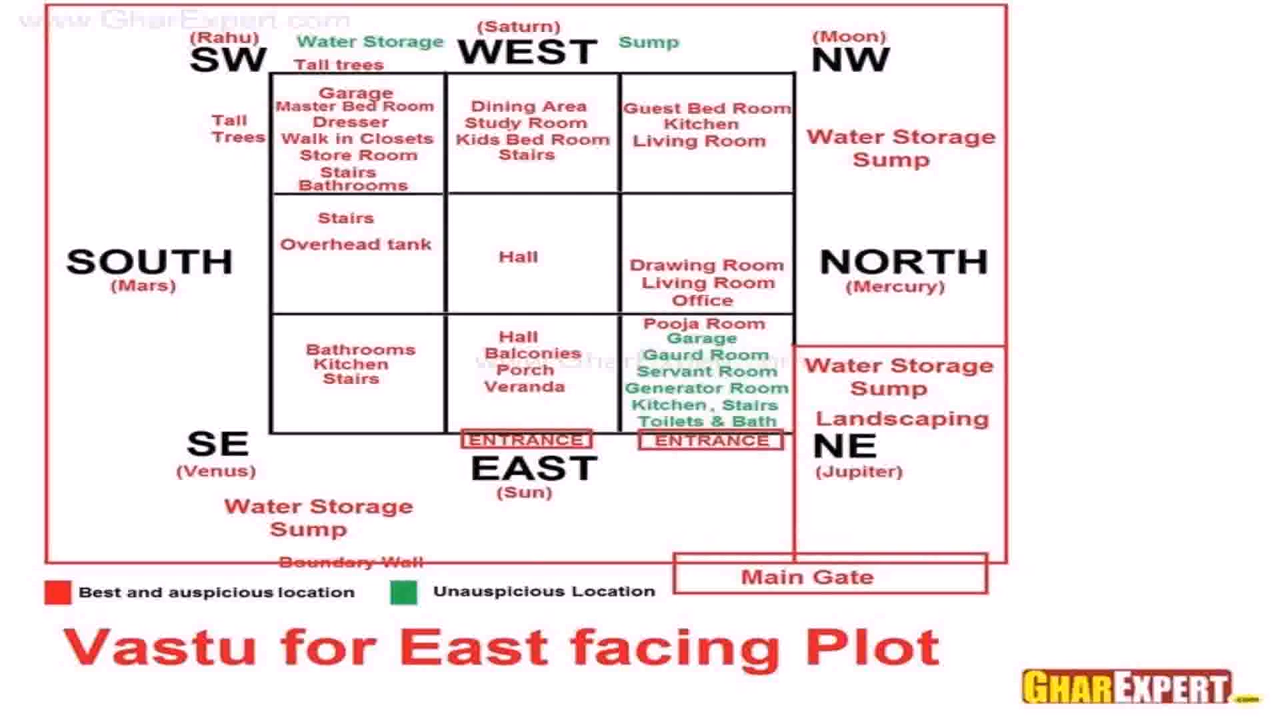 www.GharExpert.com
(Rahu)
SW
Water Storage
(Saturn)
WEST
Sump
(Moon)
NW
Tall trees
Tall
Trees
Garage
Master Bed Room
Dresser
Walk in Closets
Store Room
Stairs
Bathrooms
Dining Area
Study Room
Kids Bed Room
Stairs
Guest Bed Room
Kitchen
Living Room
Water Storage
Sump
SOUTH
(Mars)
Stairs
Overhead tank
Hall
Drawing Room
Living Room
Office
NORTH
(Mercury)
Bathrooms
Kitchen
Stairs
Hall
Balconies
Porch
Veranda
Pooja Room
Garage
Gaurd Room
Servant Room
Generator Room
Kitchen, Stairs
Toilets & Bath
Water Storage
Sump
Landscaping
SE
(Venus)
ENTRANCE
ENTRANCE
EAST
(Sun)
NE
(Jupiter)
Water Storage
Sump
Boundary Wall
Main Gate
Best and auspicious location
Unauspicious Location
Vastu for East facing Plot
GHAREXPERT.com